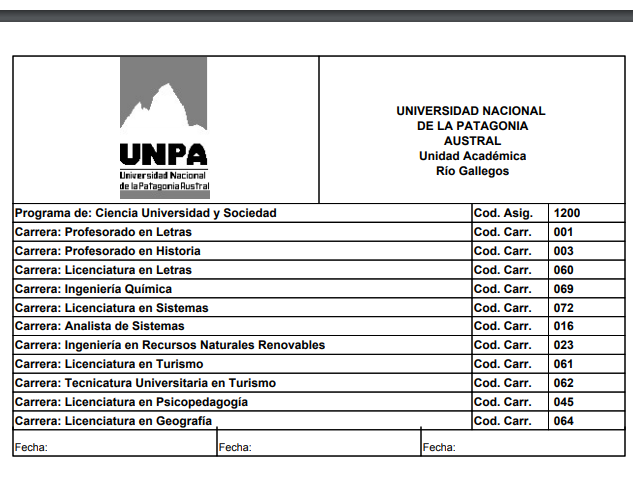 UNPA
Universidad Nacional
de la Patagonia Austral
UNIVERSIDAD NACIONAL
DE LA PATAGONIA
AUSTRAL
Unidad Académica
Río Gallegos
Programa de: Ciencia Universidad y Sociedad Cod. Asig. 1200
Carrera: Profesorado en Letras Cod. Carr. 001
Carrera: Profesorado en Historia Cod. Carr. 003
Carrera: Licenciatura en Letras Cod. Carr. 060
Carrera: Ingeniería Química Cod. Carr. 069
Carrera: Licenciatura en Sistemas Cod. Carr. 072
Carrera: Analista de Sistemas Cod. Carr. 016
Carrera: Ingeniería en Recursos Naturales Renovables Cod. Carr. 023
Carrera: Licenciatura en Turismo Cod. Carr. 061
Carrera: Tecnicatura Universitaria en Turismo Cod. Carr. 062
Carrera: Licenciatura en Psicopedagogía Cod. Carr. 045
Carrera: Licenciatura en Geografía Cod. Carr. 064
Fecha: Fecha: Fecha: